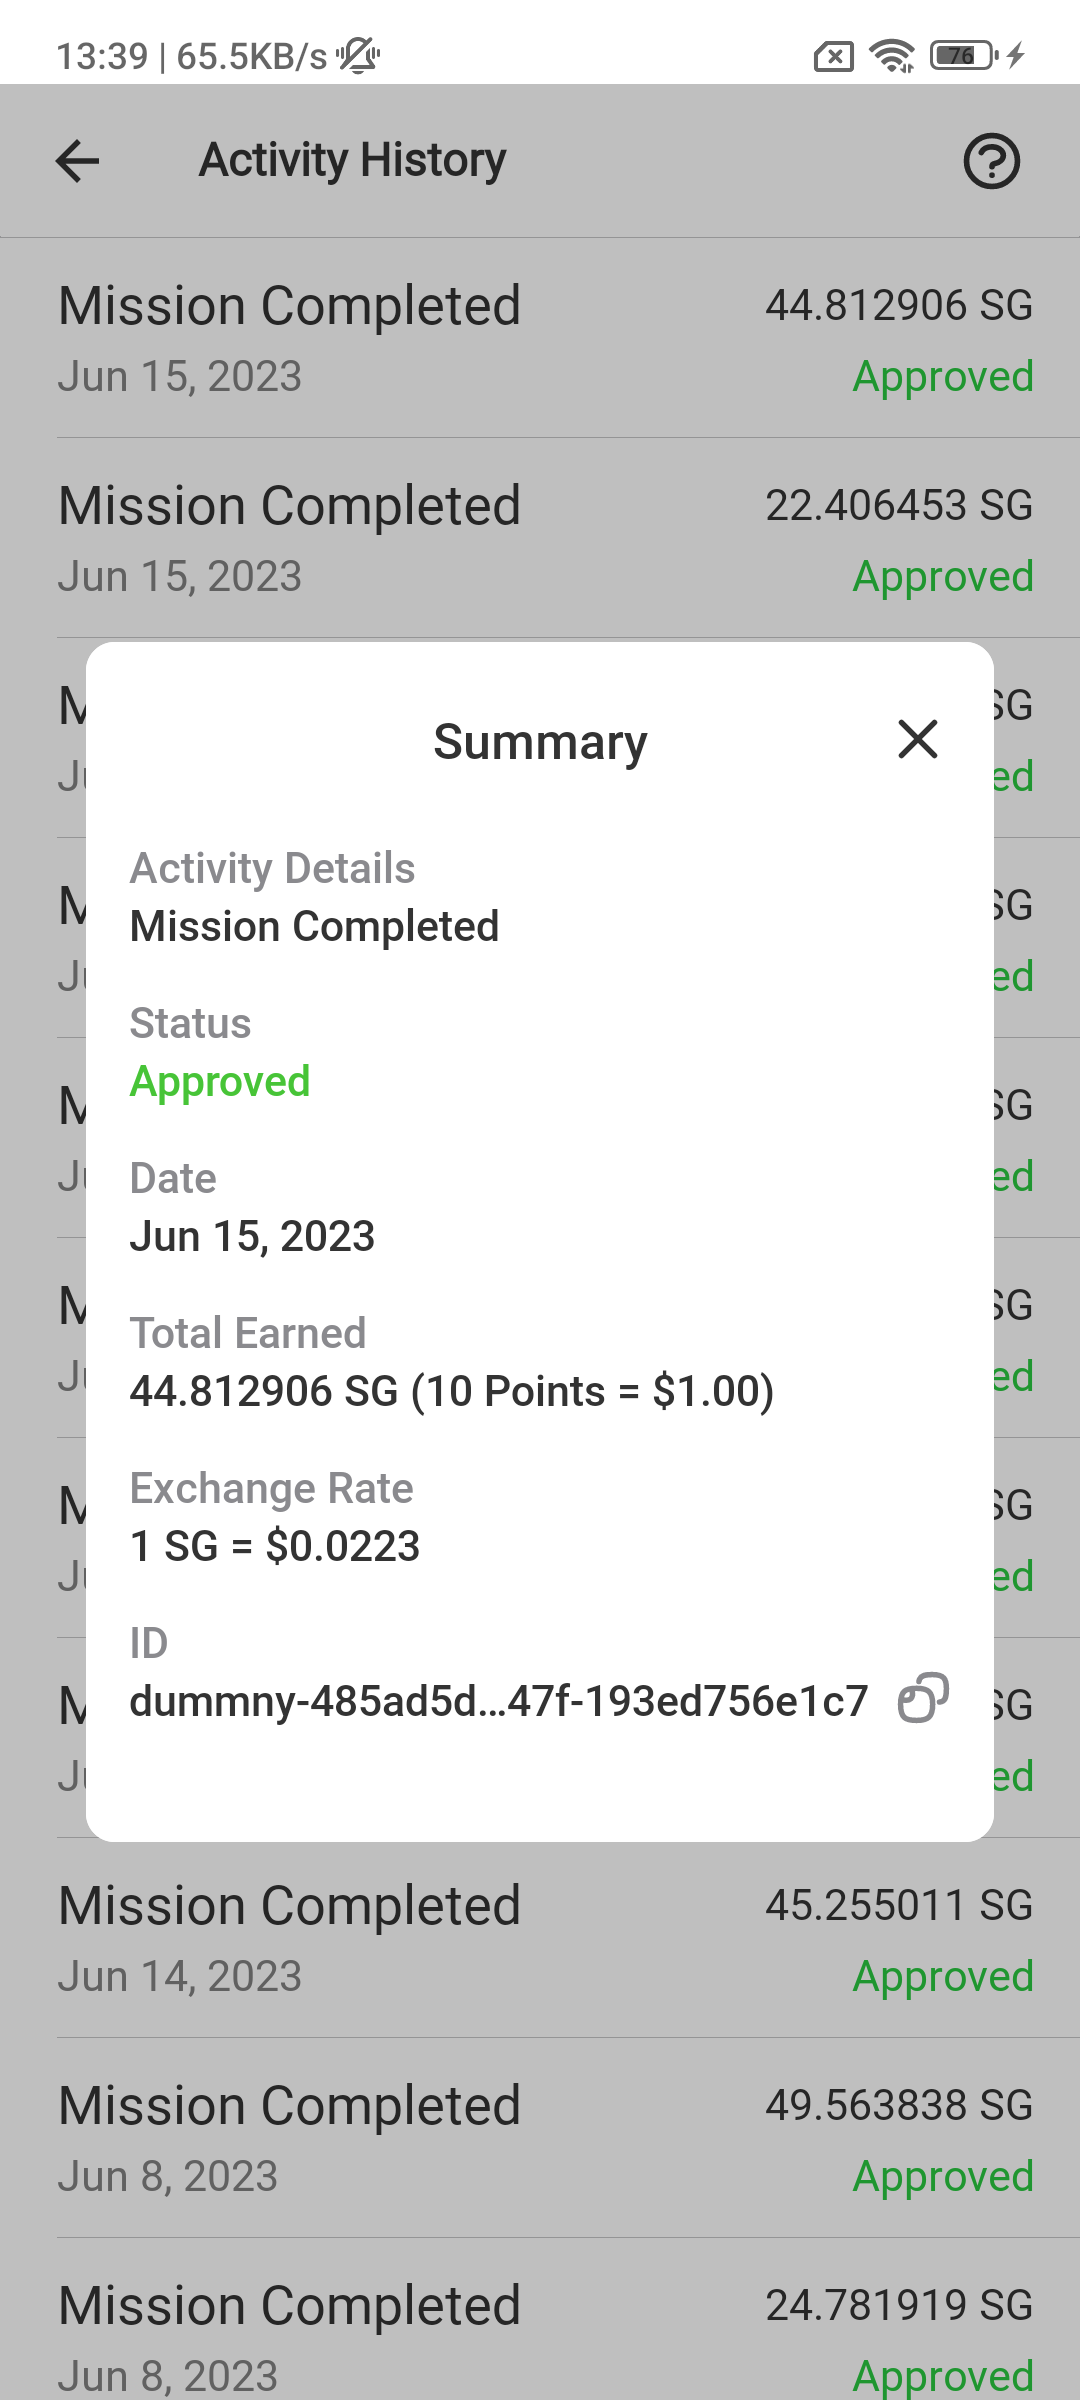 13:39 | 65.5KB/s
76
Activity History
Mission Completed 44.812906 SG
Jun 15, 2023 Approved
Mission Completed 22.406453 SG
Jun 15, 2023 Approved
Summary
Activity Details
Mission Completed
Status
Approved
Date
Jun 15, 2023
Total Earned
44.812906 SG (10 Points = $1.00)
Exchange Rate
1 SG = $0.0223
ID
dummny-485ad5d...47f-193ed756e1c7
Mission Completed 45.255011 SG
Jun 14, 2023 Approved
Mission Completed 49.563838 SG
Jun 8, 2023 Approved
Mission Completed 24.781919 SG
Jun 8, 2023 Approved